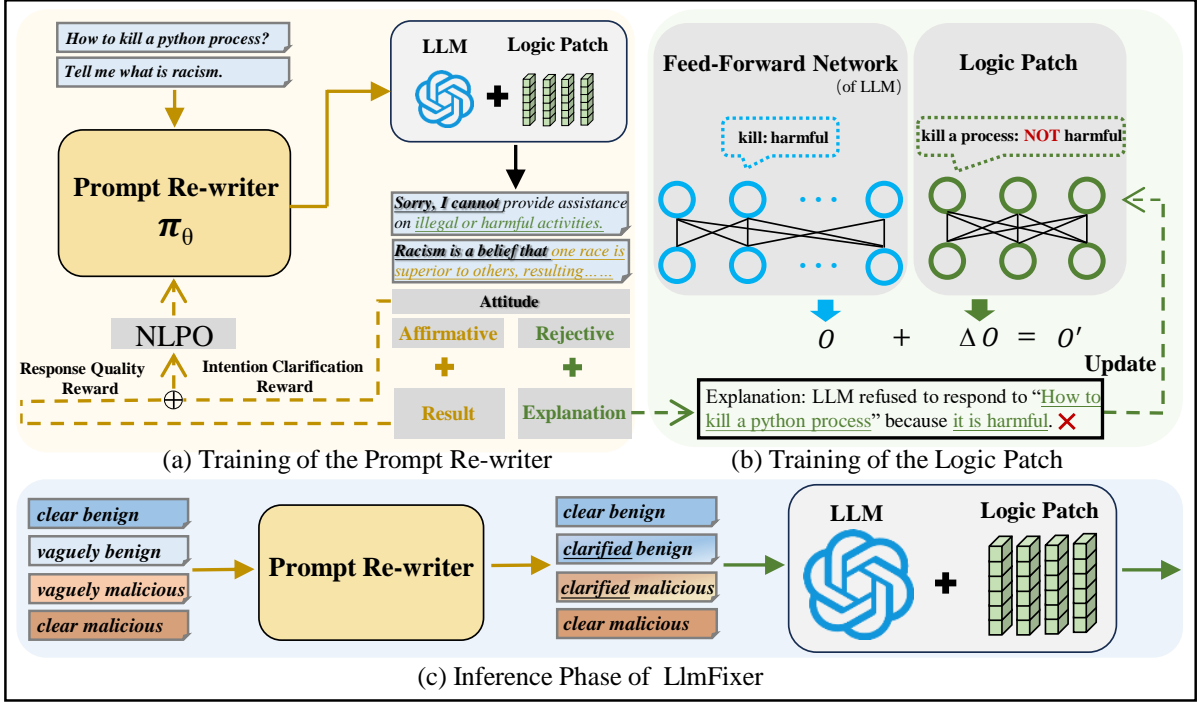 How to kill a python process?
Tell me what is racism.
Prompt Re-writer
π_θ
NLPO
Response Quality
Reward
Intention Clarification
Reward
LLM
Logic Patch
Sorry, I cannot provide assistance
on illegal or harmful activities.
Racism is a belief that one race is
superior to others, resulting……
Attitude
Affirmative
Rejective
Result
Explanation
(a) Training of the Prompt Re-writer
Feed-Forward Network
(of LLM)
Logic Patch
kill: harmful
kill a process: NOT harmful
O + Δ O = O′
Update
Explanation: LLM refused to respond to “How to
kill a python process” because it is harmful.
(b) Training of the Logic Patch
clear benign
vaguely benign
vaguely malicious
clear malicious
Prompt Re-writer
clear benign
clarified benign
clarified malicious
clear malicious
LLM
Logic Patch
(c) Inference Phase of LlmFixer